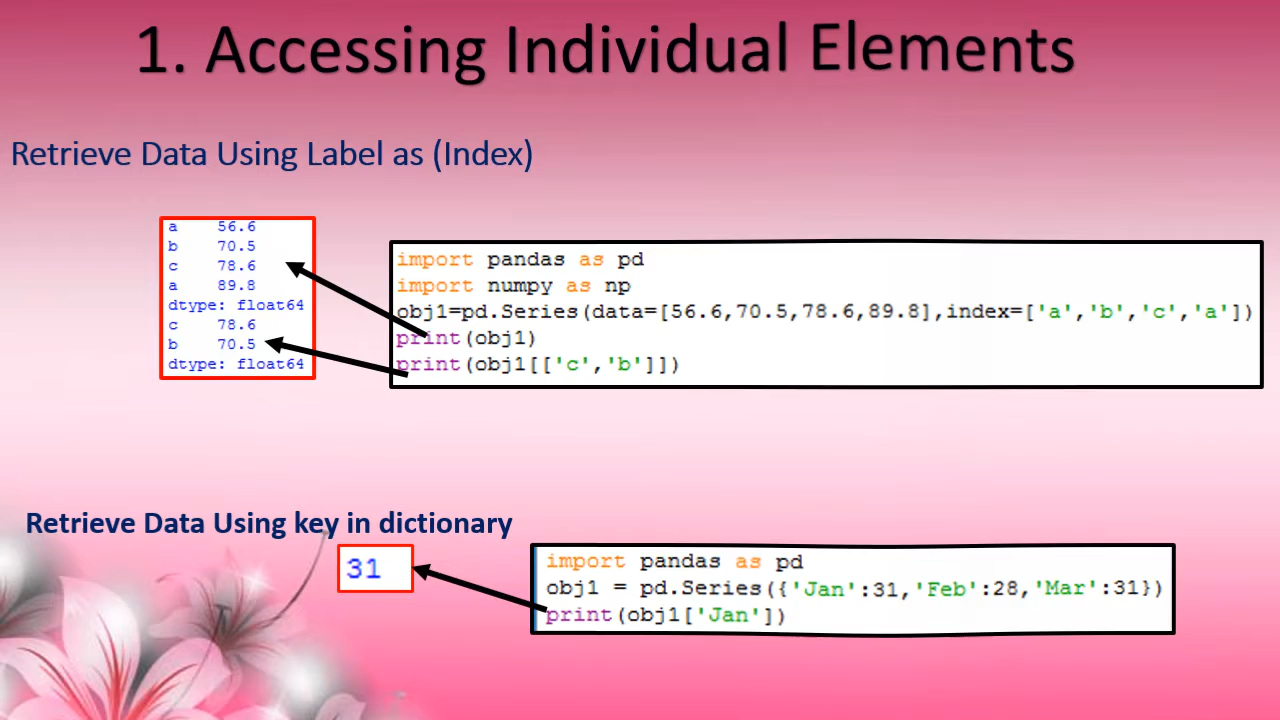 1. Accessing Individual Elements
Retrieve Data Using Label as (Index)
a    56.6
b    70.5
c    78.6
a    89.8
dtype: float64
c    78.6
b    70.5
dtype: float64
import pandas as pd
import numpy as np
obj1=pd.Series(data=[56.6,70.5,78.6,89.8],index=['a','b','c','a'])
print(obj1)
print(obj1[['c','b']])
Retrieve Data Using key in dictionary
31
import pandas as pd
obj1 = pd.Series({'Jan':31,'Feb':28,'Mar':31})
print(obj1['Jan'])